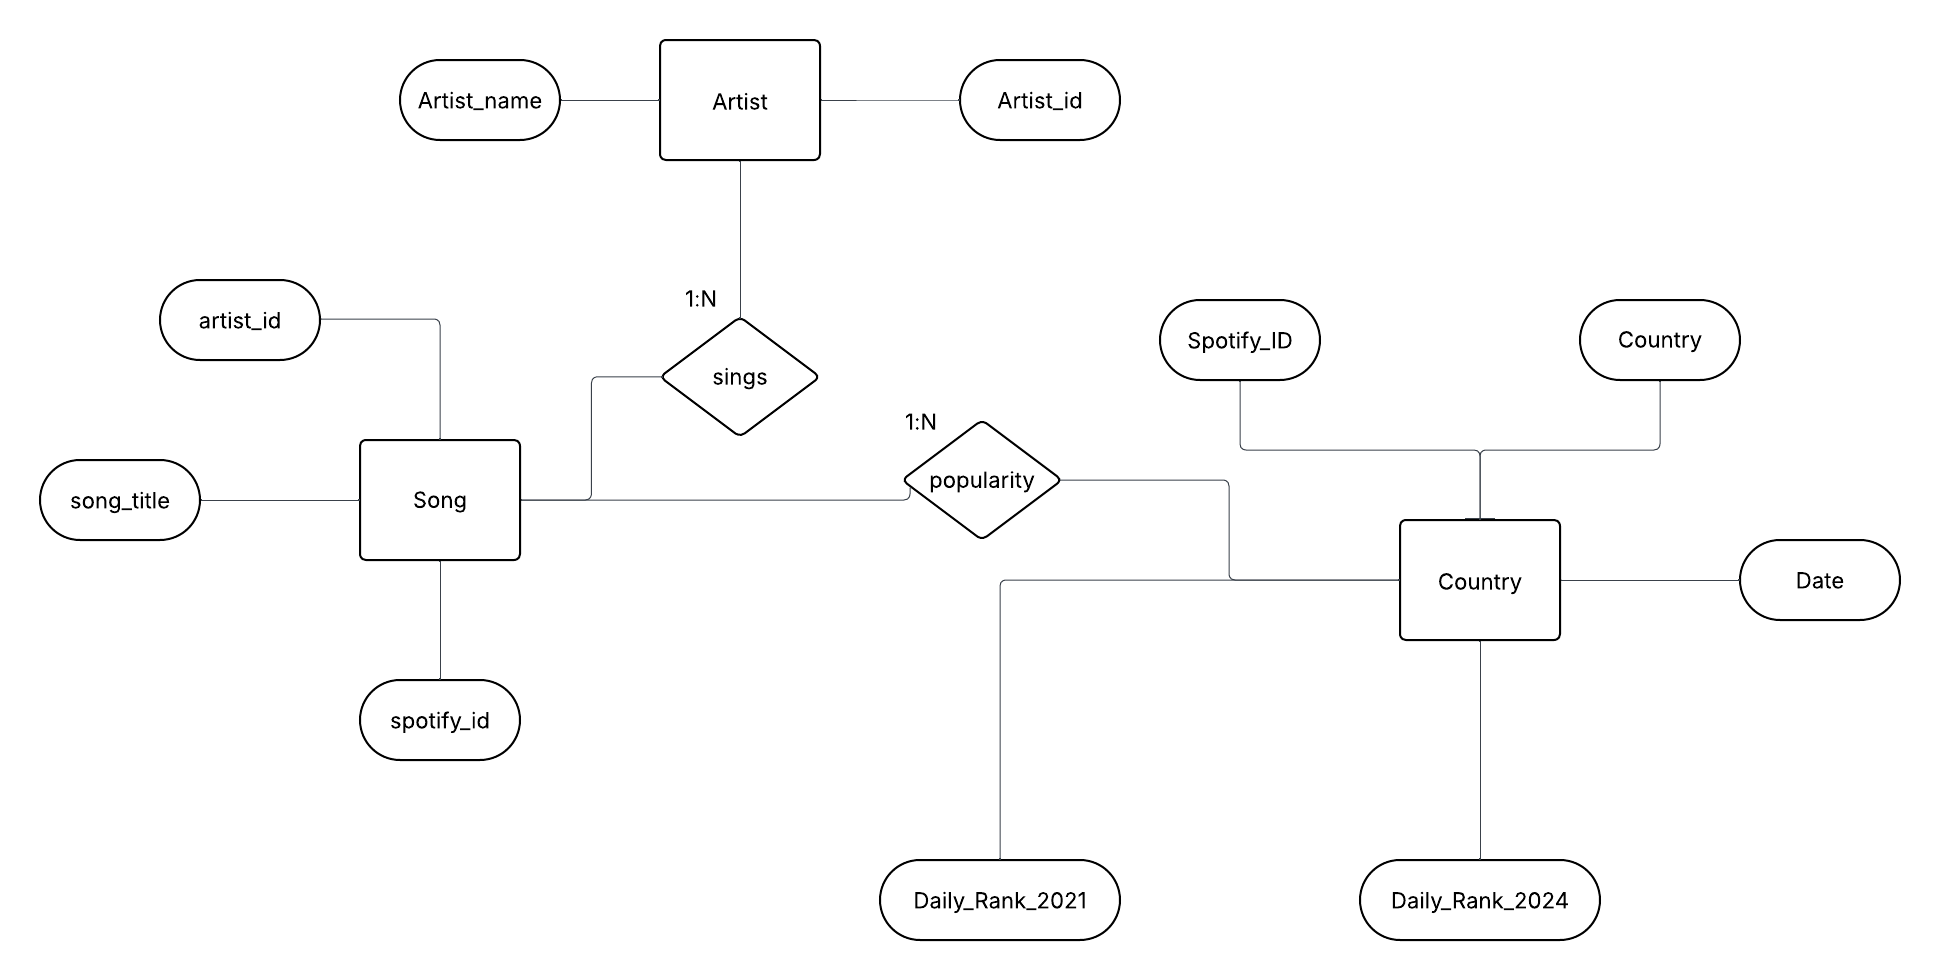 Artist_name
Artist
Artist_id
1:N
artist_id
sings
Spotify_ID
Country
1:N
popularity
song_title
Song
Country
Date
spotify_id
Daily_Rank_2021
Daily_Rank_2024